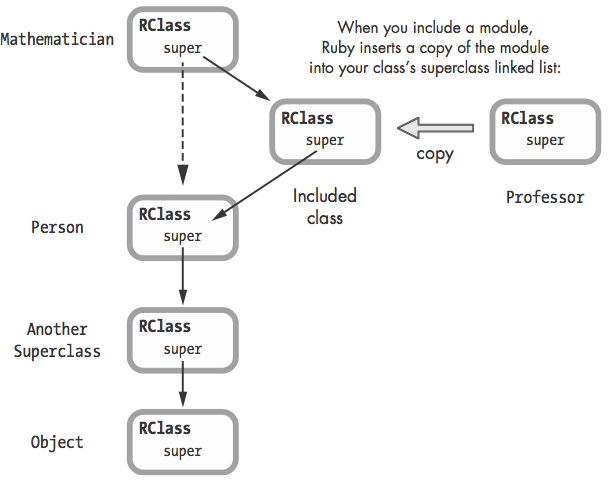 Mathematician
RClass
super
When you include a module,
Ruby inserts a copy of the module
into your class’s superclass linked list:
RClass
super
Included
class
copy
RClass
super
Professor
Person
RClass
super
Another
Superclass
RClass
super
Object
RClass
super